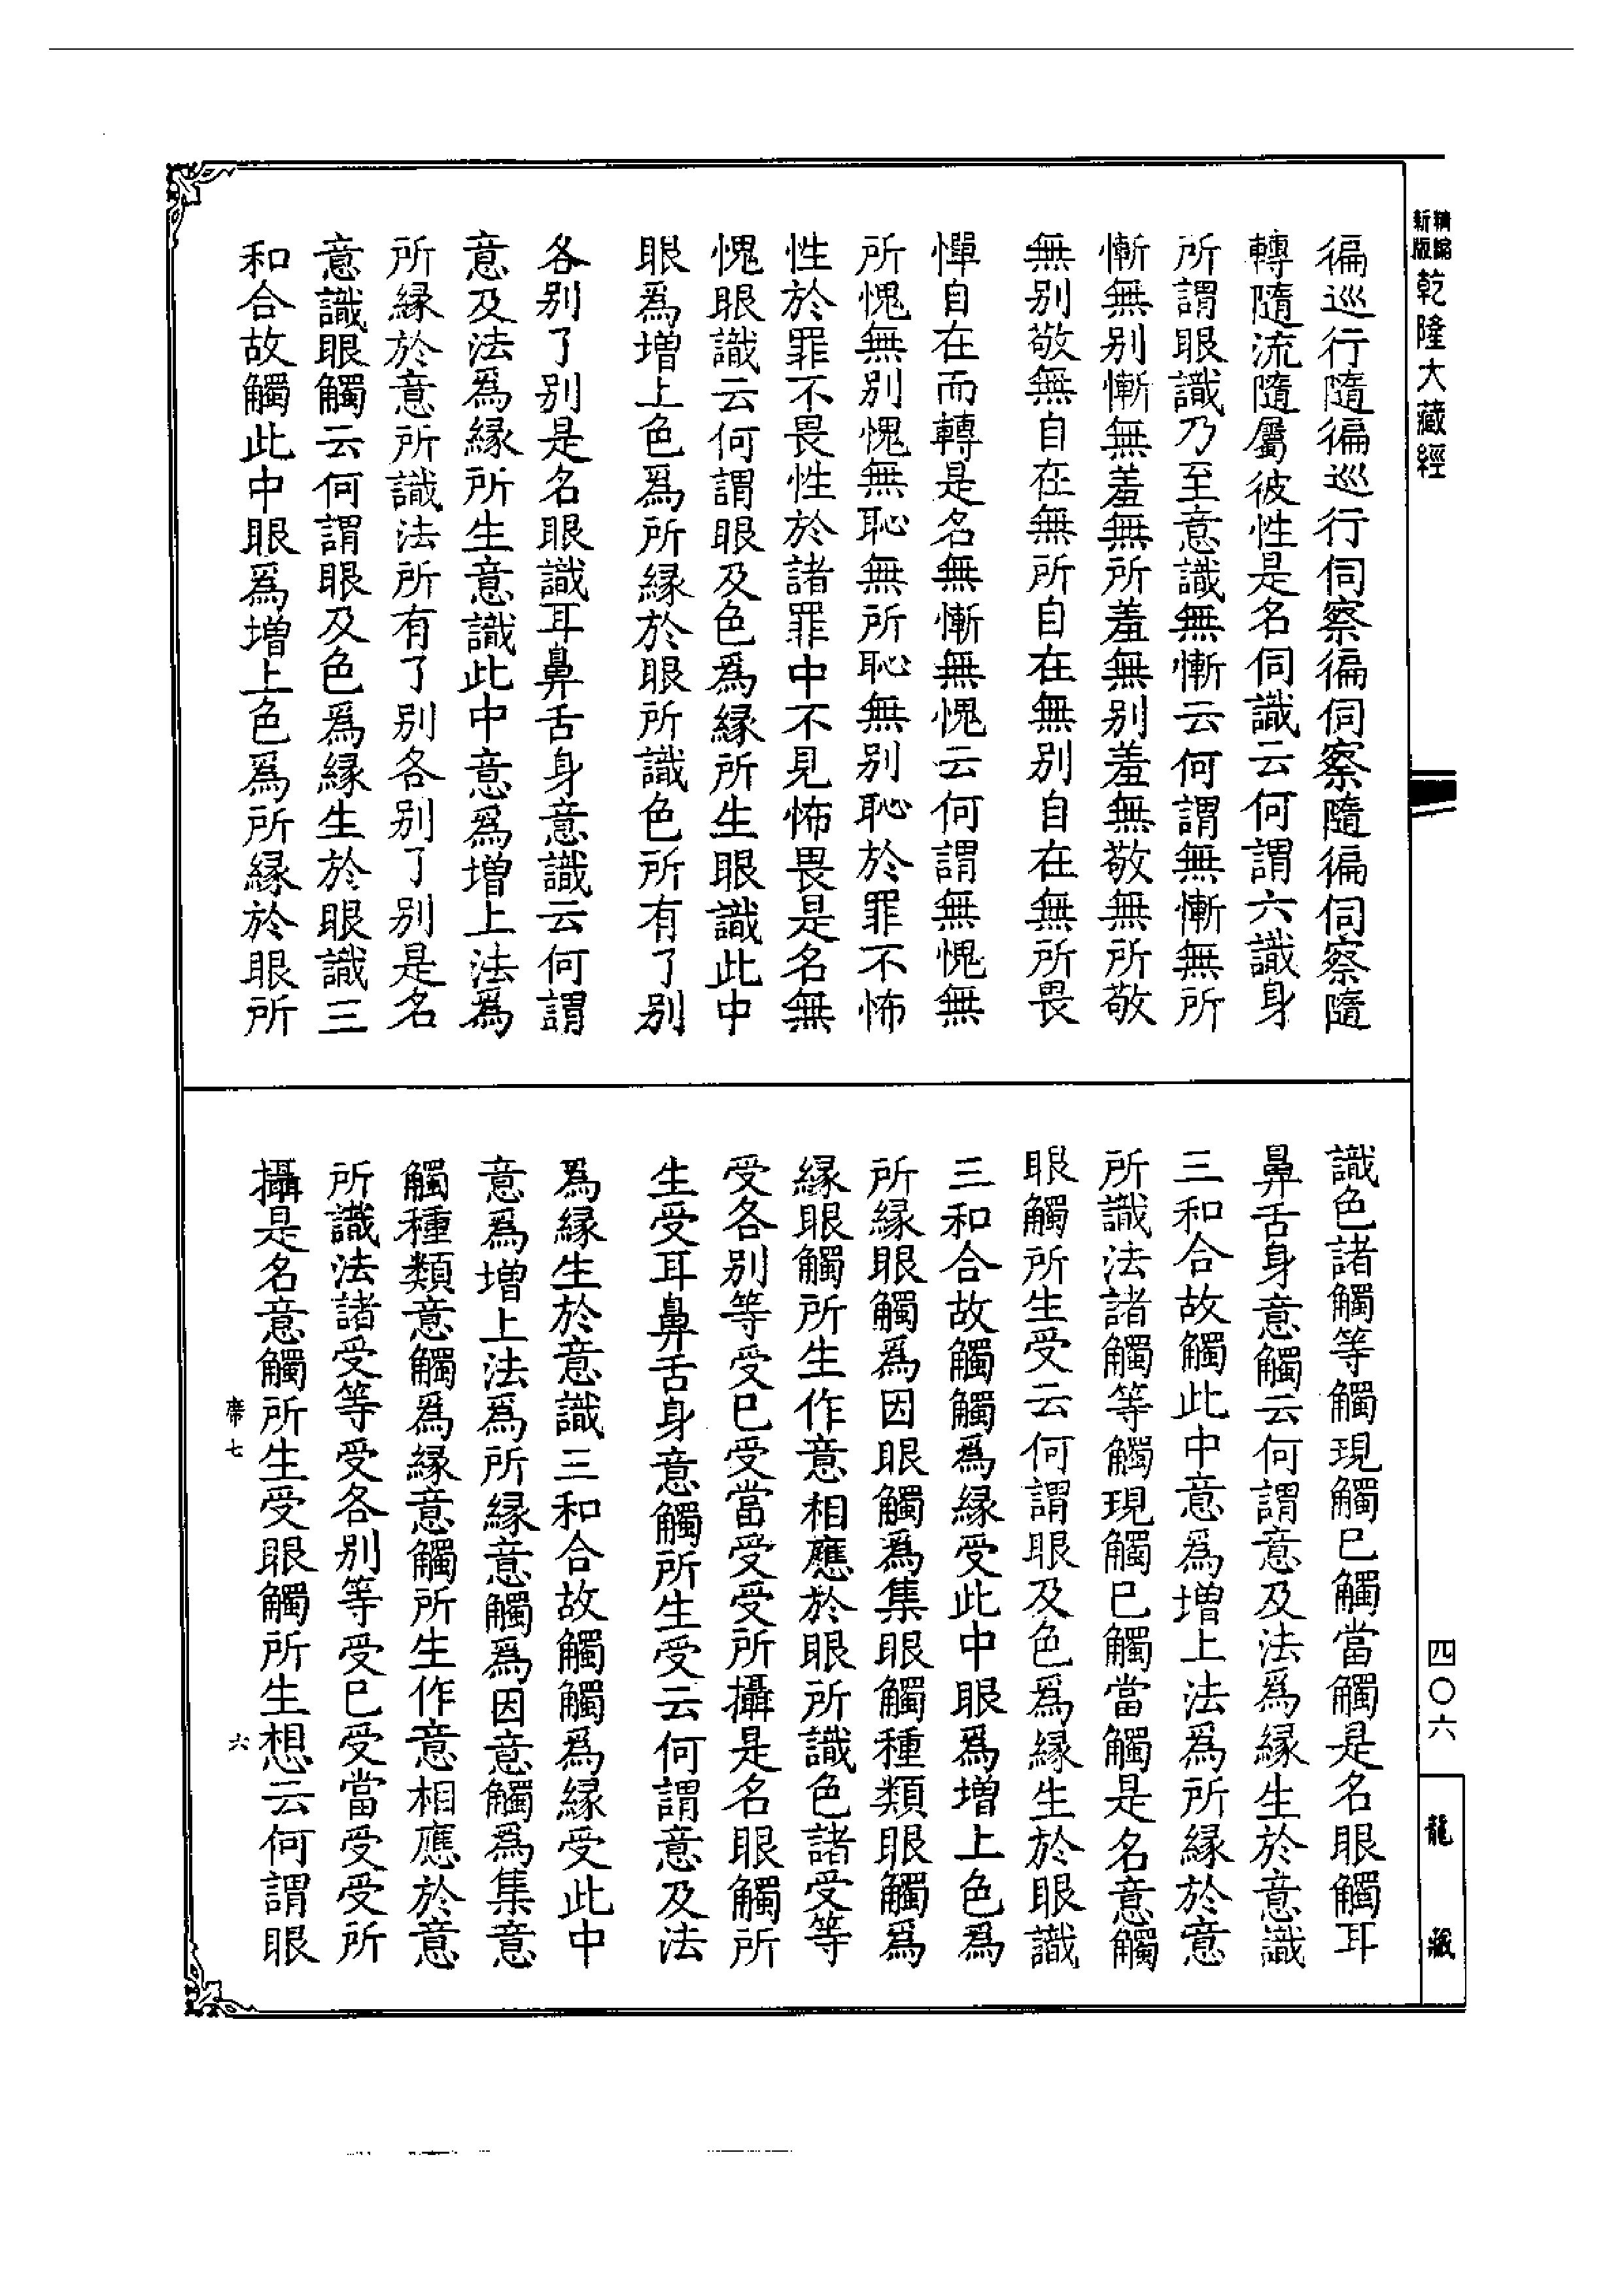 新版精縮乾隆大藏經
徧巡行隨徧巡行伺察徧伺察隨徧伺察隨
轉隨流隨屬彼性是名伺識云何謂六識身
所謂眼識乃至意識無慚云何謂無慚無所
慚無别慚無羞無所羞無别羞無敬無所敬
無别敬無自在無所自在無别自在無所畏
憚自在而轉是名無慚無愧云何謂無愧無
所愧無别愧無恥無所恥無别恥於罪不怖
性於罪不畏性於諸罪中不見怖畏是名無
愧眼識云何謂眼及色爲緣所生眼識此中
眼爲增上色爲所緣於眼所識色所有了别
各别了别是名眼識耳鼻舌身意識云何謂
意及法爲緣所生意識此中意爲增上法爲
所緣於意所識法所有了别各别了别是名
意識眼觸云何謂眼及色爲緣生於眼識三
和合故觸此中眼爲增上色爲所緣於眼所
識色諸觸等觸現觸已觸當觸是名眼觸耳
鼻舌身意觸云何謂意及法爲緣生於意識
三和合故觸此中意爲增上法爲所緣於意
所識法諸觸等觸現觸已觸當觸是名意觸
眼觸所生受云何謂眼及色爲緣生於眼識
三和合故觸觸爲緣受此中眼爲增上色爲
所緣眼觸爲因眼觸爲集眼觸種類眼觸爲
緣眼觸所生作意相應於眼所識色諸受等
受各别等受已受當受受所攝是名眼觸所
生受耳鼻舌身意觸所生受云何謂意及法
爲緣生於意識三和合故觸觸爲緣受此中
意爲增上法爲所緣意觸爲因意觸爲集意
觸種類意觸爲緣意觸所生作意相應於意
所識法諸受等受各别等受已受當受受所
攝是名意觸所生受眼觸所生想云何謂眼
席七 六
四〇六
龍藏